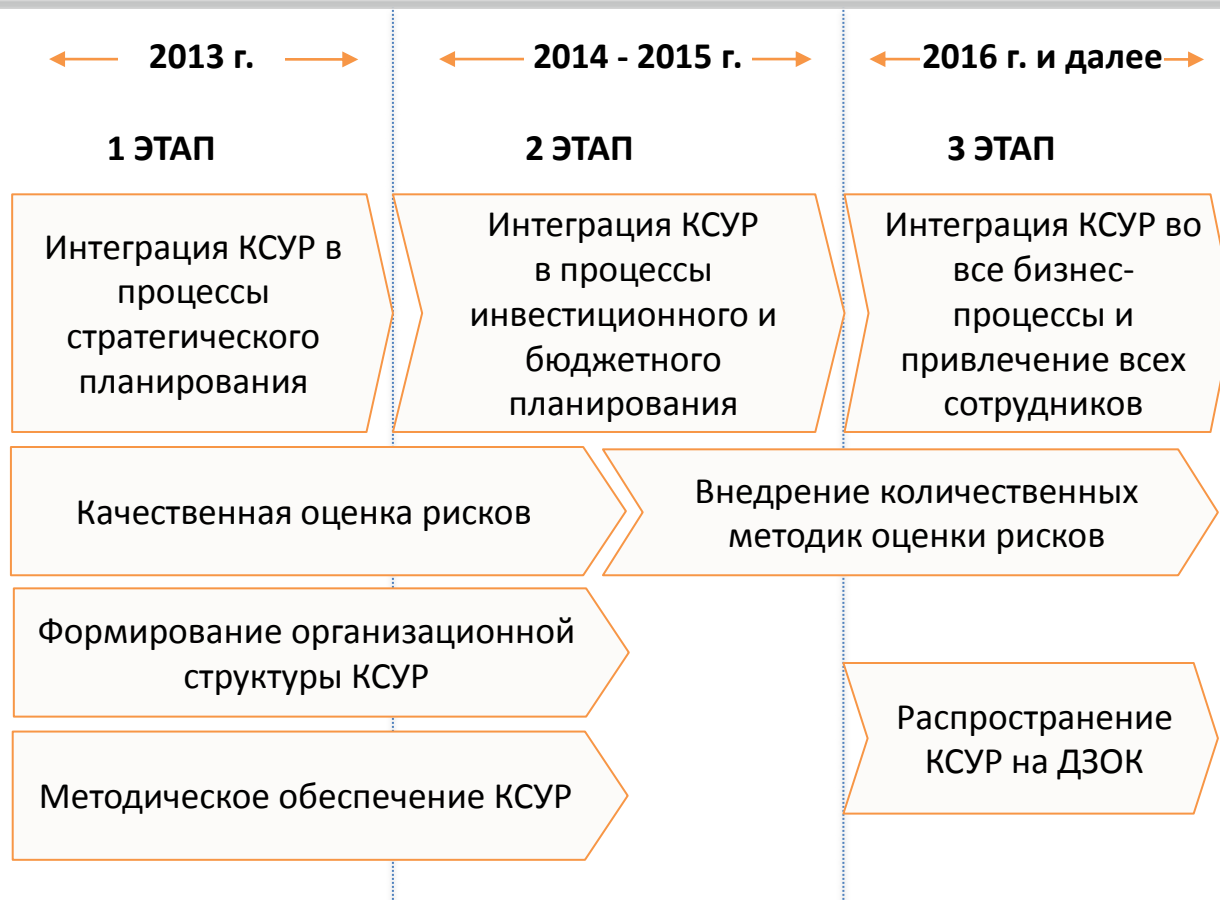 2013 г.
2014 - 2015 г.
2016 г. и далее
1 ЭТАП
2 ЭТАП
3 ЭТАП
Интеграция КСУР в
процессы
стратегического
планирования
Интеграция КСУР
в процессы
инвестиционного и
бюджетного
планирования
Интеграция КСУР во
все бизнес-
процессы и
привлечение всех
сотрудников
Качественная оценка рисков
Внедрение количественных
методик оценки рисков
Формирование организационной
структуры КСУР
Распространение
КСУР на ДЗОК
Методическое обеспечение КСУР